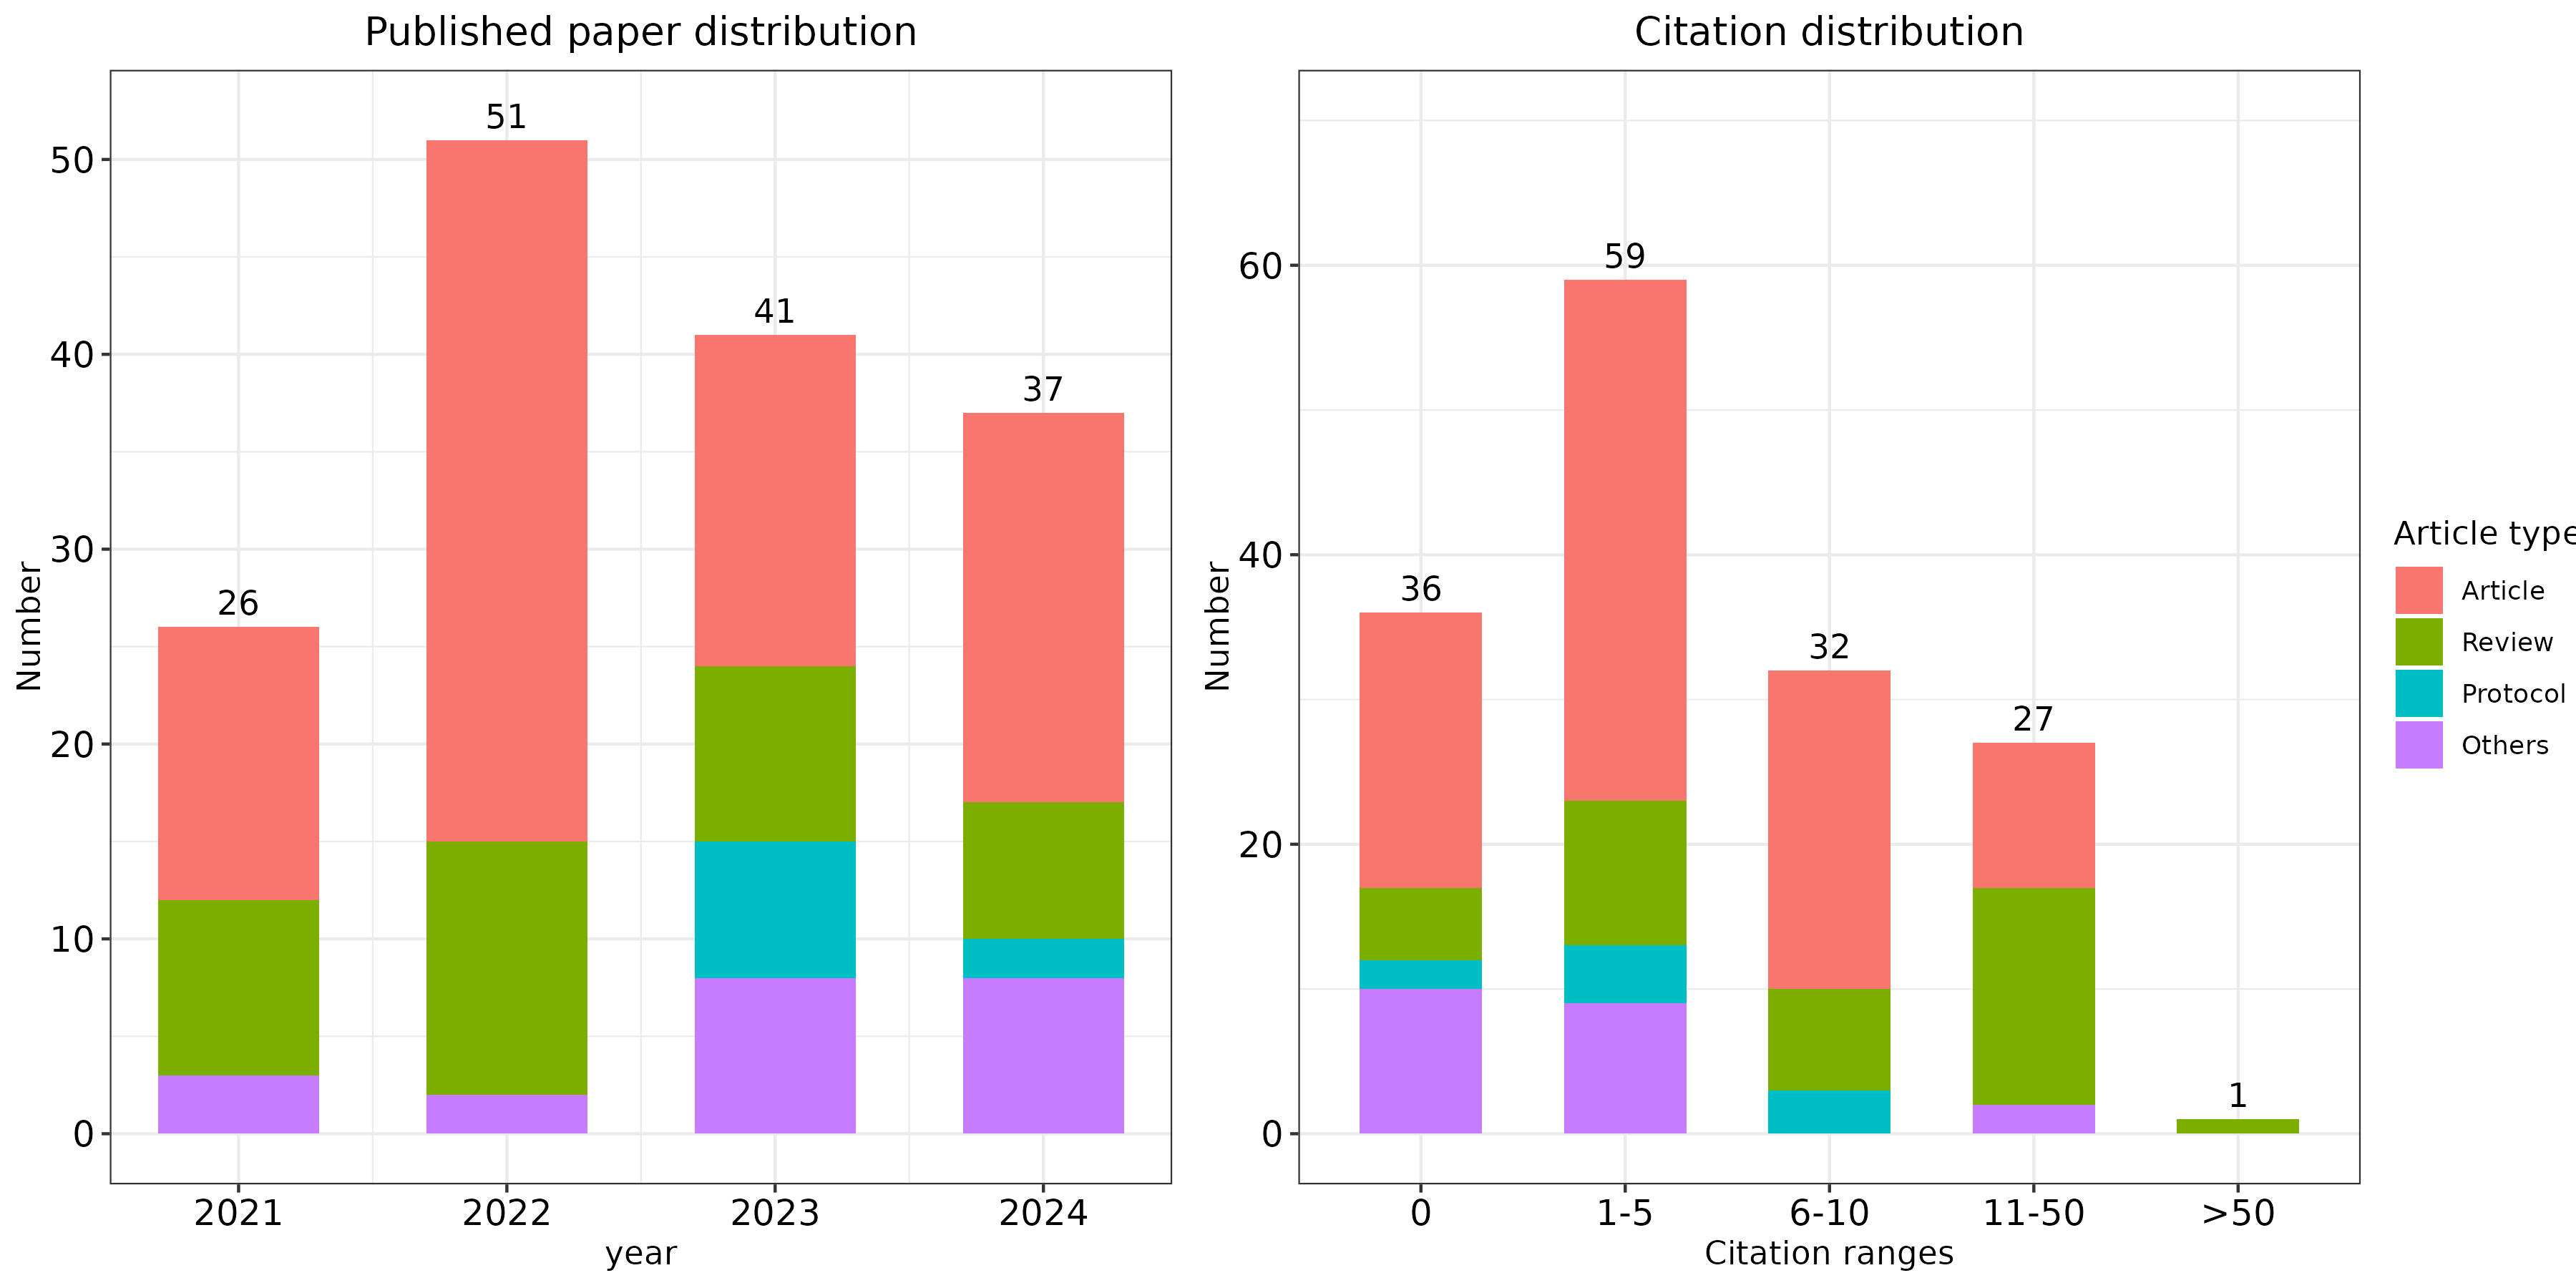 Published paper distribution
51
41
37
26
50
40
30
20
10
0
Number
2021 2022 2023 2024
year
Citation distribution
59
36
32
27
1
60
40
20
0
Number
0 1-5 6-10 11-50 >50
Citation ranges
Article type
Article
Review
Protocol
Others